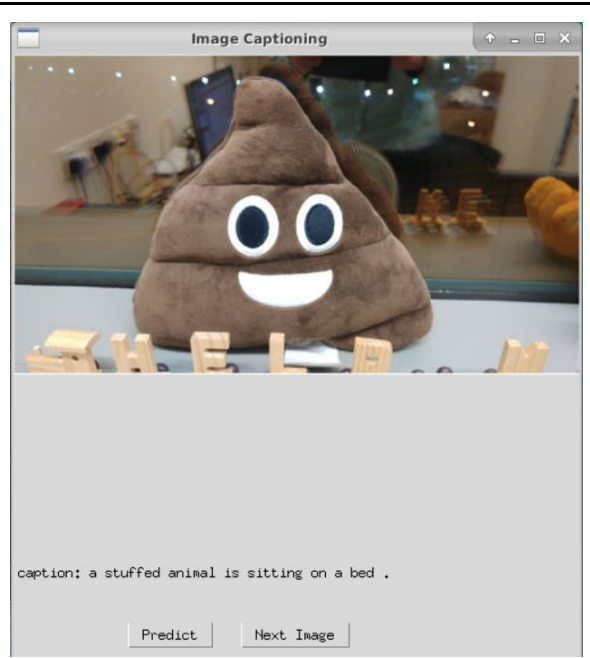 Image Captioning
caption: a stuffed animal is sitting on a bed .
Predict
Next Image